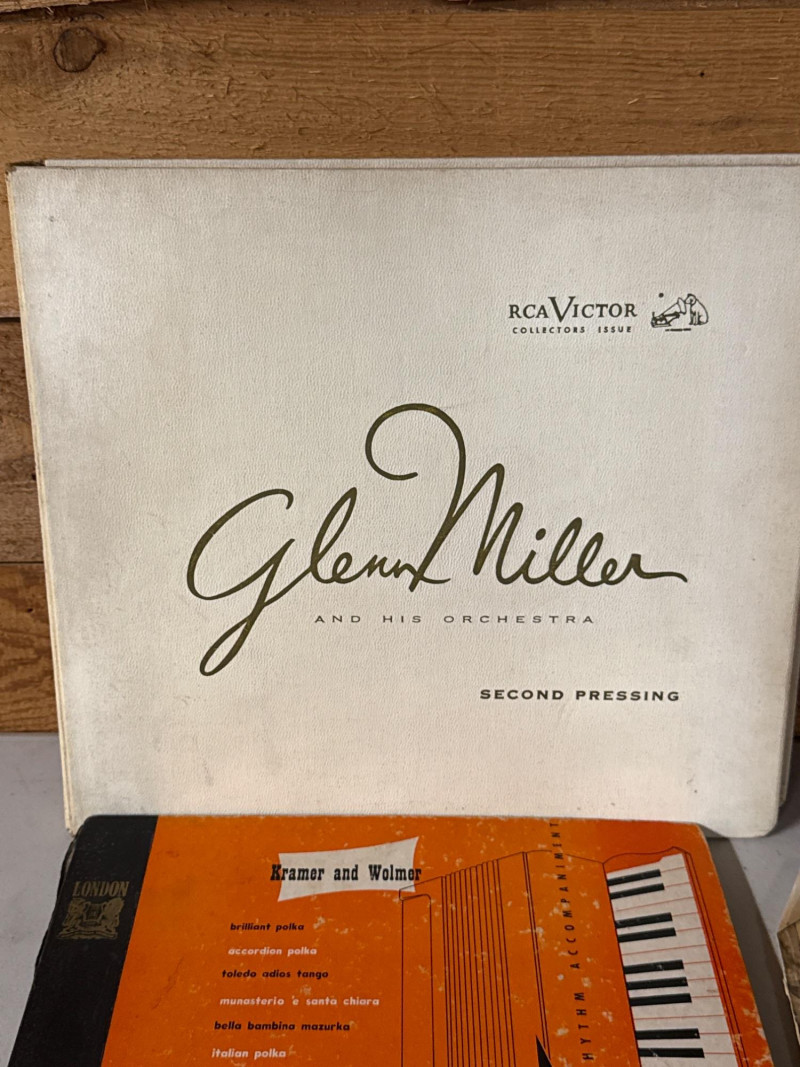 RCA VICTOR
COLLECTORS ISSUE
Glenn Miller
AND HIS ORCHESTRA
SECOND PRESSING
LONDON
Kramer and Wolmer
brilliant polka
accordion polka
toledo adios tango
munasterio 'e santa chiara
bella bambina mazurka
italian polka
RHYTHM ACCOMPANIMENT